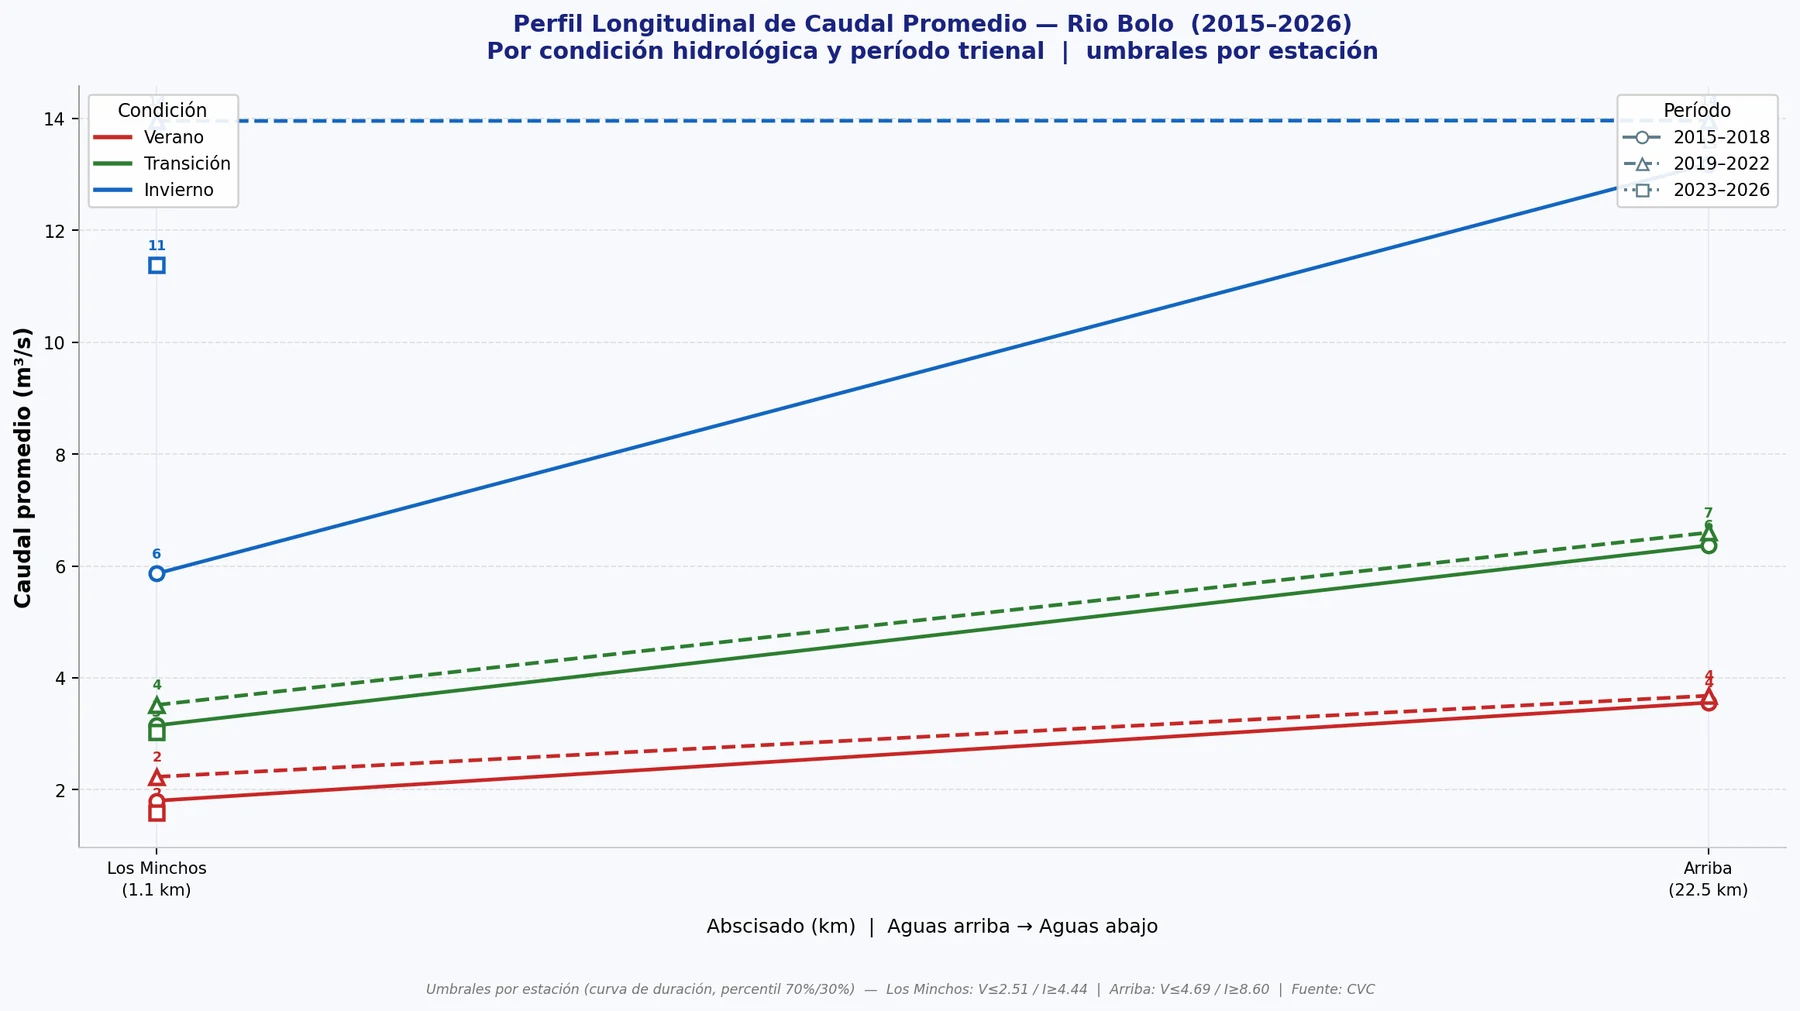 Perfil Longitudinal de Caudal Promedio — Rio Bolo (2015–2026)
Por condición hidrológica y período trienal | umbrales por estación
Condición
Verano
Transición
Invierno
Período
2015–2018
2019–2022
2023–2026
Caudal promedio (m³/s)
14
12
10
8
6
4
2
11
6
4
2
2
7
6
4
4
Los Minchos
(1.1 km)
Arriba
(22.5 km)
Abscisado (km) | Aguas arriba → Aguas abajo
Umbrales por estación (curva de duración, percentil 70%/30%) — Los Minchos: V≤2.51 / I≥4.44 | Arriba: V≤4.69 / I≥8.60 | Fuente: CVC